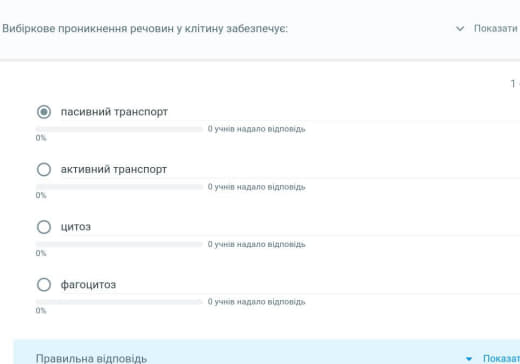 Вибіркове проникнення речовин у клітину забезпечує:
Показати
1
пасивний транспорт
0 учнів надало відповідь
0%
активний транспорт
0 учнів надало відповідь
0%
цитоз
0 учнів надало відповідь
0%
фагоцитоз
0 учнів надало відповідь
0%
Правильна відповідь
Показат